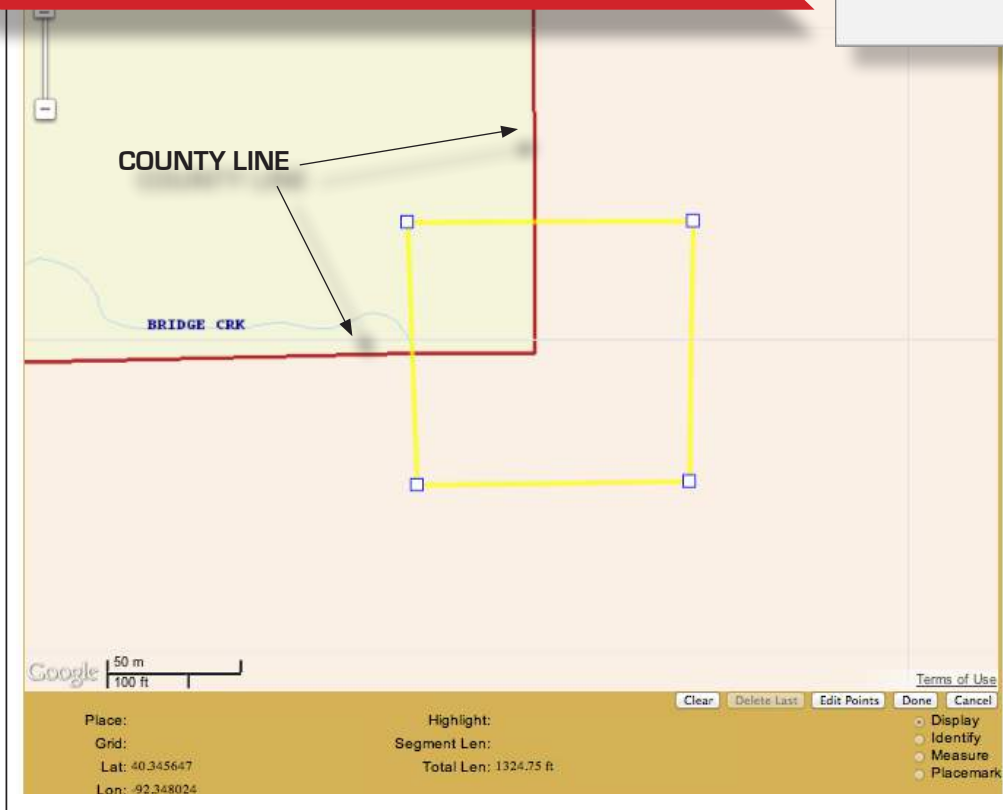 COUNTY LINE
BRIDGE CRK
Google
50 m
100 ft
Terms of Use
Clear Delete Last Edit Points Done Cancel
Place: Highlight: Display
Grid: Segment Len: Identify
Lat: 40.345647 Total Len: 1324.75 ft Measure
Lon: -92.348024 Placemark